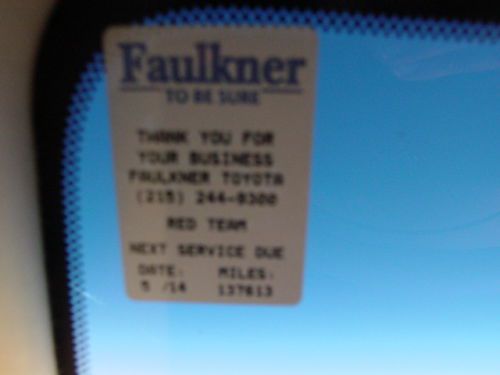 Faulkner
TO BE SURE
THANK YOU FOR
YOUR BUSINESS
FAULKNER TOYOTA
(215) 244-9300
RED TEAM
NEXT SERVICE DUE
DATE: MILES:
5 /14 137613